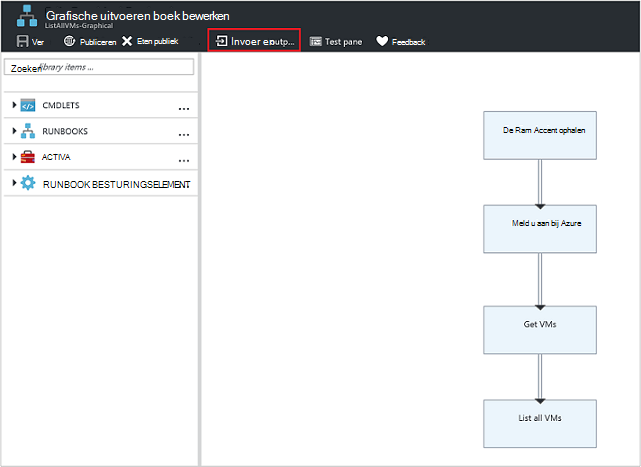 Grafische uitvoeren boek bewerken
ListAllVMs-Graphical
Ver Publiceren Eten publiek Invoer en outp... Test pane Feedback
Zoeken library items ...
CMDLETS ...
RUNBOOKS ...
ACTIVA ...
RUNBOOK BESTURINGSELEMENT ...
De Ram Accent ophalen
Meld u aan bij Azure
Get VMs
List all VMs